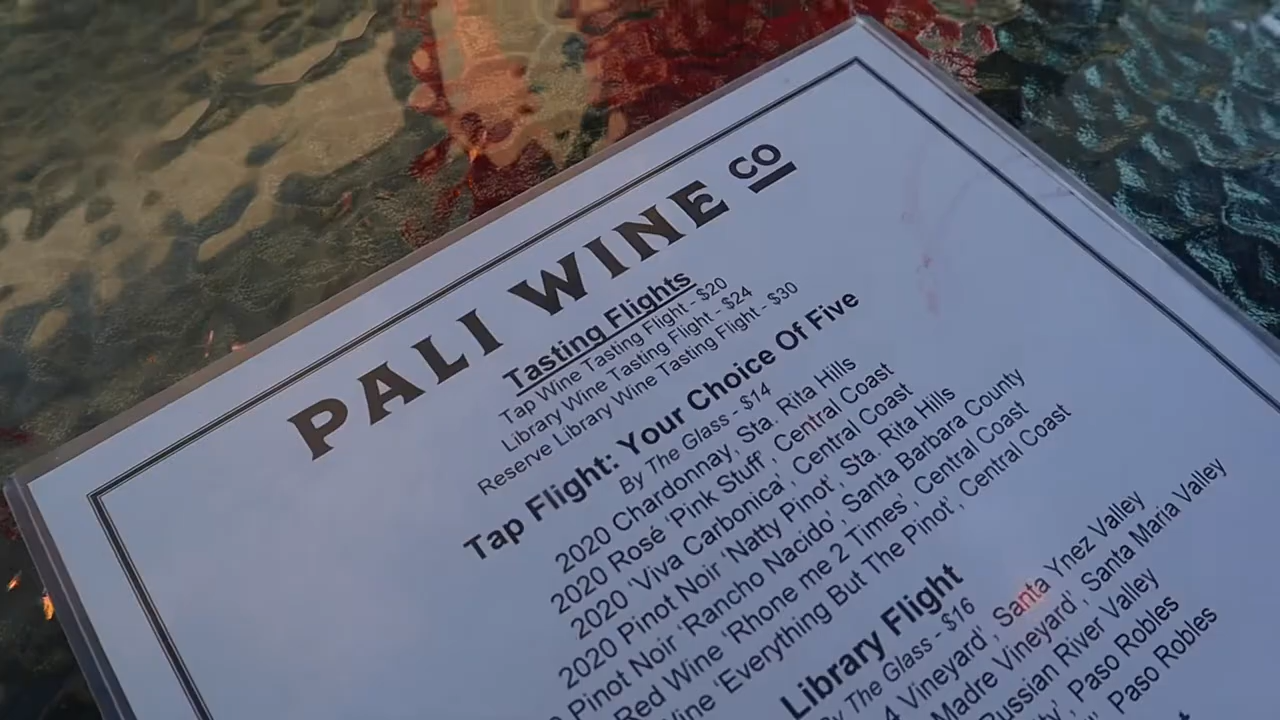 PALI WINE CO
Tasting Flights
Tap Wine Tasting Flight - $20
Library Wine Tasting Flight - $24
Reserve Library Wine Tasting Flight - $30
Tap Flight: Your Choice Of Five
By The Glass - $14
2020 Chardonnay, Sta. Rita Hills
2020 Rosé 'Pink Stuff', Central Coast
2020 'Viva Carbonica', Central Coast
2020 Pinot Noir 'Natty Pinot', Sta. Rita Hills
Pinot Noir 'Rancho Nacido', Santa Barbara County
Red Wine 'Rhone me 2 Times', Central Coast
'Everything But The Pinot', Central Coast
Library Flight
By The Glass - $16
Vineyard', Santa Ynez Valley
Madre Vineyard', Santa Maria Valley
Russian River Valley
Paso Robles
Paso Robles